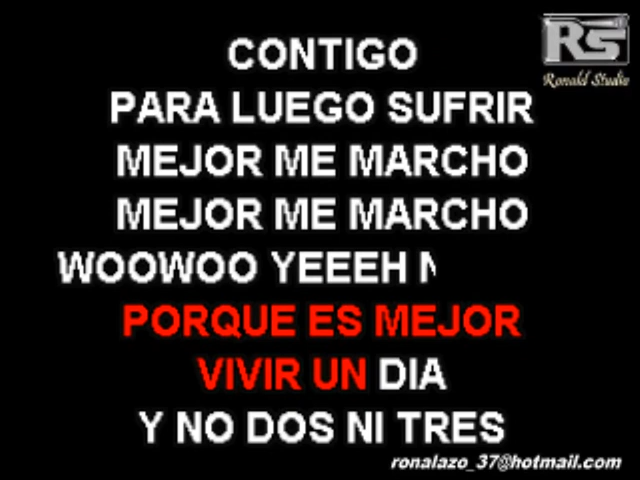 RS
Ronald Studio
CONTIGO
PARA LUEGO SUFRIR
MEJOR ME MARCHO
MEJOR ME MARCHO
WOOWOO YEEEH
PORQUE ES MEJOR
VIVIR UN DIA
Y NO DOS NI TRES
ronalazo_37@hotmail.com